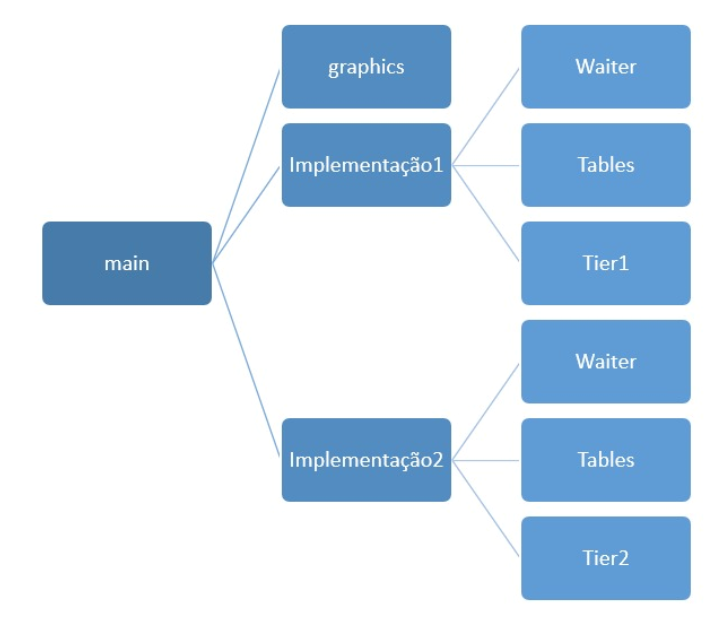 graphics
Waiter
Implementação1
Tables
main
Tier1
Waiter
Implementação2
Tables
Tier2